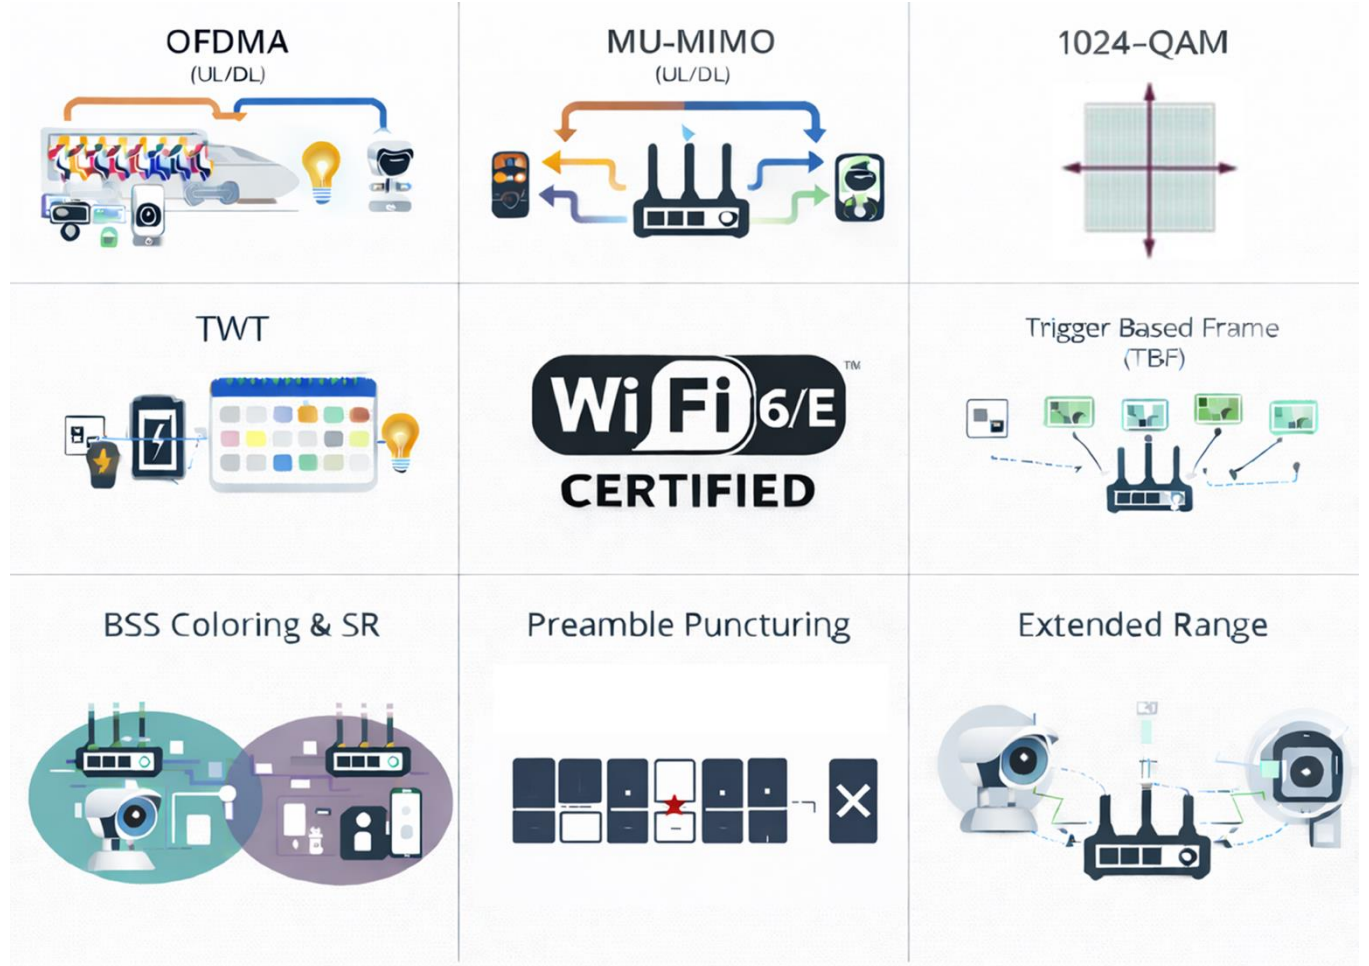 OFDMA
(UL/DL)
MU-MIMO
(UL/DL)
1024-QAM
TWT
WiFi 6/E ™
CERTIFIED
Trigger Based Frame
(TBF)
BSS Coloring & SR
Preamble Puncturing
Extended Range